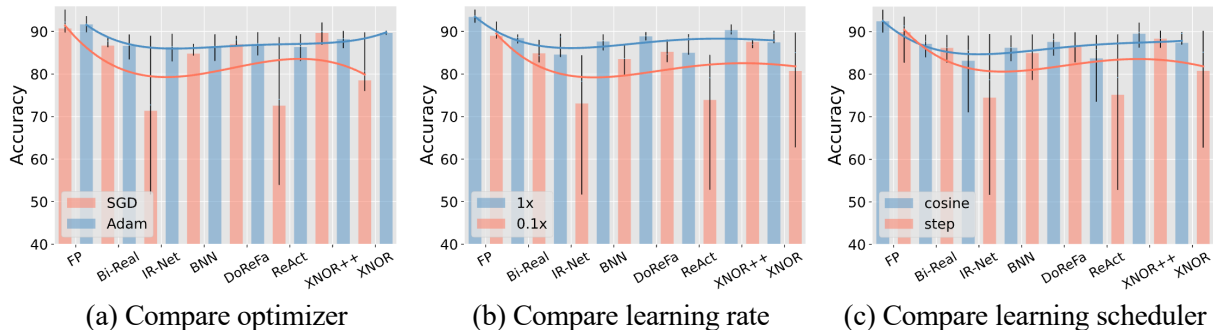 Accuracy
90
80
70
60
50
40
SGD
Adam
FP
Bi-Real
IR-Net
BNN
DoReFa
ReAct
XNOR++
XNOR
(a) Compare optimizer
Accuracy
90
80
70
60
50
40
1x
0.1x
FP
Bi-Real
IR-Net
BNN
DoReFa
ReAct
XNOR++
XNOR
(b) Compare learning rate
Accuracy
90
80
70
60
50
40
cosine
step
FP
Bi-Real
IR-Net
BNN
DoReFa
ReAct
XNOR++
XNOR
(c) Compare learning scheduler